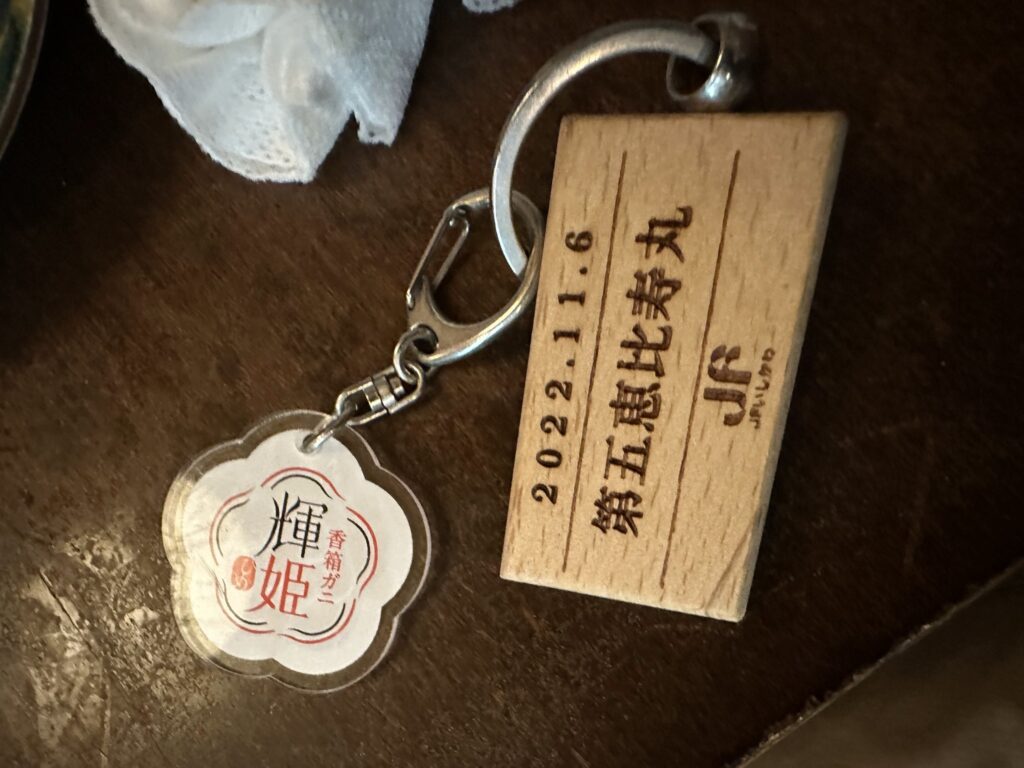 2022.11.6
第五恵比寿丸
JF
JFいしかわ
香箱ガニ
輝姫